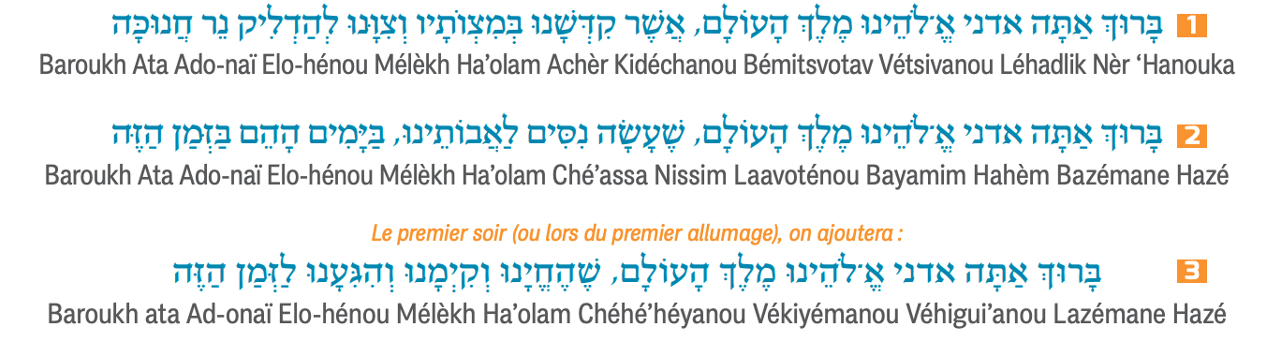 1 בָּרוּךְ אַתָּה אדני אֱ־לֹהֵינוּ מֶלֶךְ הָעוֹלָם, אֲשֶׁר קִדְּשָׁנוּ בְּמִצְוֹתָיו וְצִוָּנוּ לְהַדְלִיק נֵר חֲנוּכָּה
Baroukh Ata Ado-naï Elo-hénou Mélèkh Ha’olam Achèr Kidéchanou Bémitsvotav Vétsivanou Léhadlik Nèr ‘Hanouka
2 בָּרוּךְ אַתָּה אדני אֱ־לֹהֵינוּ מֶלֶךְ הָעוֹלָם, שֶׁעָשָׂה נִסִּים לַאֲבוֹתֵינוּ, בַּיָּמִים הָהֵם בַּזְּמַן הַזֶּה
Baroukh Ata Ado-naï Elo-hénou Mélèkh Ha’olam Ché’assa Nissim Laavoténou Bayamim Hahèm Bazémane Hazé
Le premier soir (ou lors du premier allumage), on ajoutera :
3 בָּרוּךְ אַתָּה אדני אֱ־לֹהֵינוּ מֶלֶךְ הָעוֹלָם, שֶׁהֶחֱיָנוּ וְקִיְּמָנוּ וְהִגִּעָנוּ לַזְּמַן הַזֶּה
Baroukh ata Ad-onaï Elo-hénou Mélèkh Ha’olam Chéhé’héyanou Vékiyémanou Véhigui’anou Lazémane Hazé